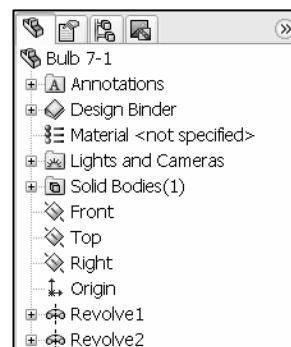 Bulb 7-1
Annotations
Design Binder
Material <not specified>
Lights and Cameras
Solid Bodies(1)
Front
Top
Right
Origin
Revolve1
Revolve2